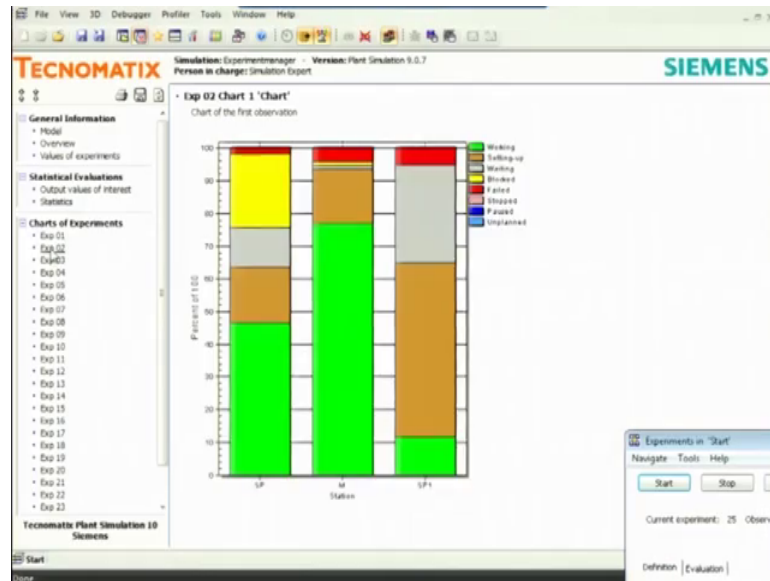 File View 3D Debugger Profiler Tools Window Help
TECNOMATIX
Simulation: Experimentmanager - Version: Plant Simulation 9.0.7
Person in charge: Simulation Expert
SIEMENS
General Information
Model
Overview
Values of experiments
Statistical Evaluations
Output values of interest
Statistics
Charts of Experiments
Exp 01
Exp 02
Exp 03
Exp 04
Exp 05
Exp 06
Exp 07
Exp 08
Exp 09
Exp 10
Exp 11
Exp 12
Exp 13
Exp 14
Exp 15
Exp 16
Exp 17
Exp 18
Exp 19
Exp 20
Exp 21
Exp 22
Exp 23
Tecnomatix Plant Simulation 10
Siemens
Exp 02 Chart 1 'Chart'
Chart of the first observation
Percent of 100
100
90
80
70
60
50
40
30
20
10
0
SP M SP1
Station
Working
Setting-up
Waiting
Blocked
Failed
Stopped
Paused
Unplanned
Experiments in 'Start'
Navigate Tools Help
Start Stop
Current experiment: 25 Observ
Definition Evaluation
Start
Done